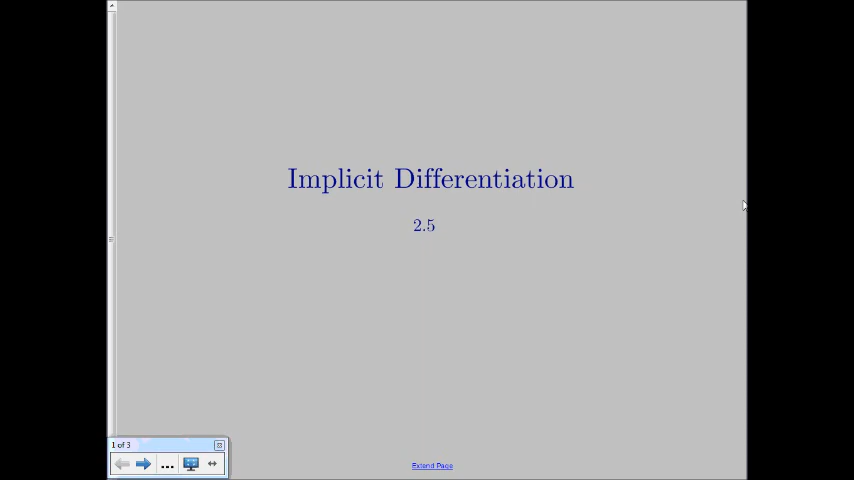 Implicit Differentiation
2.5
1 of 3
...
Extend Page